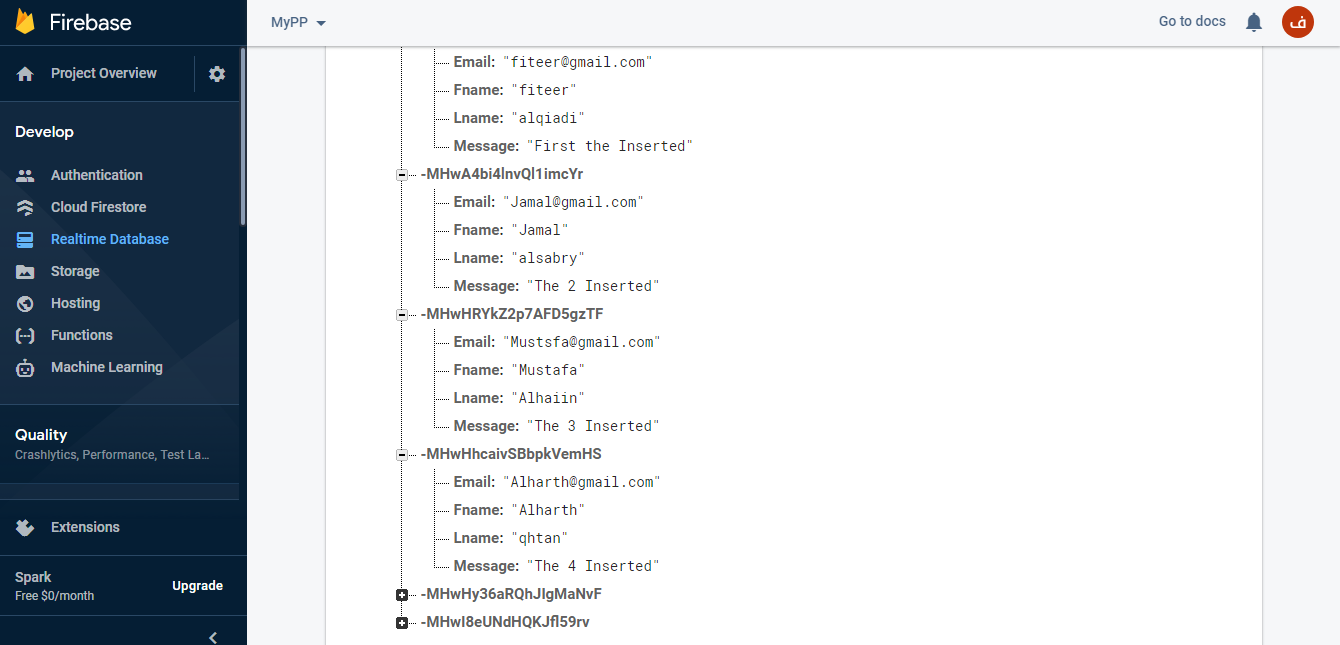 Firebase
Project Overview
Develop
Authentication
Cloud Firestore
Realtime Database
Storage
Hosting
Functions
Machine Learning
Quality
Crashlytics, Performance, Test La...
Extensions
Spark
Free $0/month
Upgrade
MyPP
Go to docs
ف
Email: "fiteer@gmail.com"
Fname: "fiteer"
Lname: "alqiadi"
Message: "First the Inserted"
-MHwA4bi4lnvQl1imcYr
Email: "Jamal@gmail.com"
Fname: "Jamal"
Lname: "alsabry"
Message: "The 2 Inserted"
-MHwHRYkZ2p7AFD5gzTF
Email: "Mustsfa@gmail.com"
Fname: "Mustafa"
Lname: "Alhaiin"
Message: "The 3 Inserted"
-MHwHhcaivSBbpkVemHS
Email: "Alharth@gmail.com"
Fname: "Alharth"
Lname: "qhtan"
Message: "The 4 Inserted"
-MHwHy36aRQhJIgMaNvF
-MHwI8eUNdHQKJfl59rv